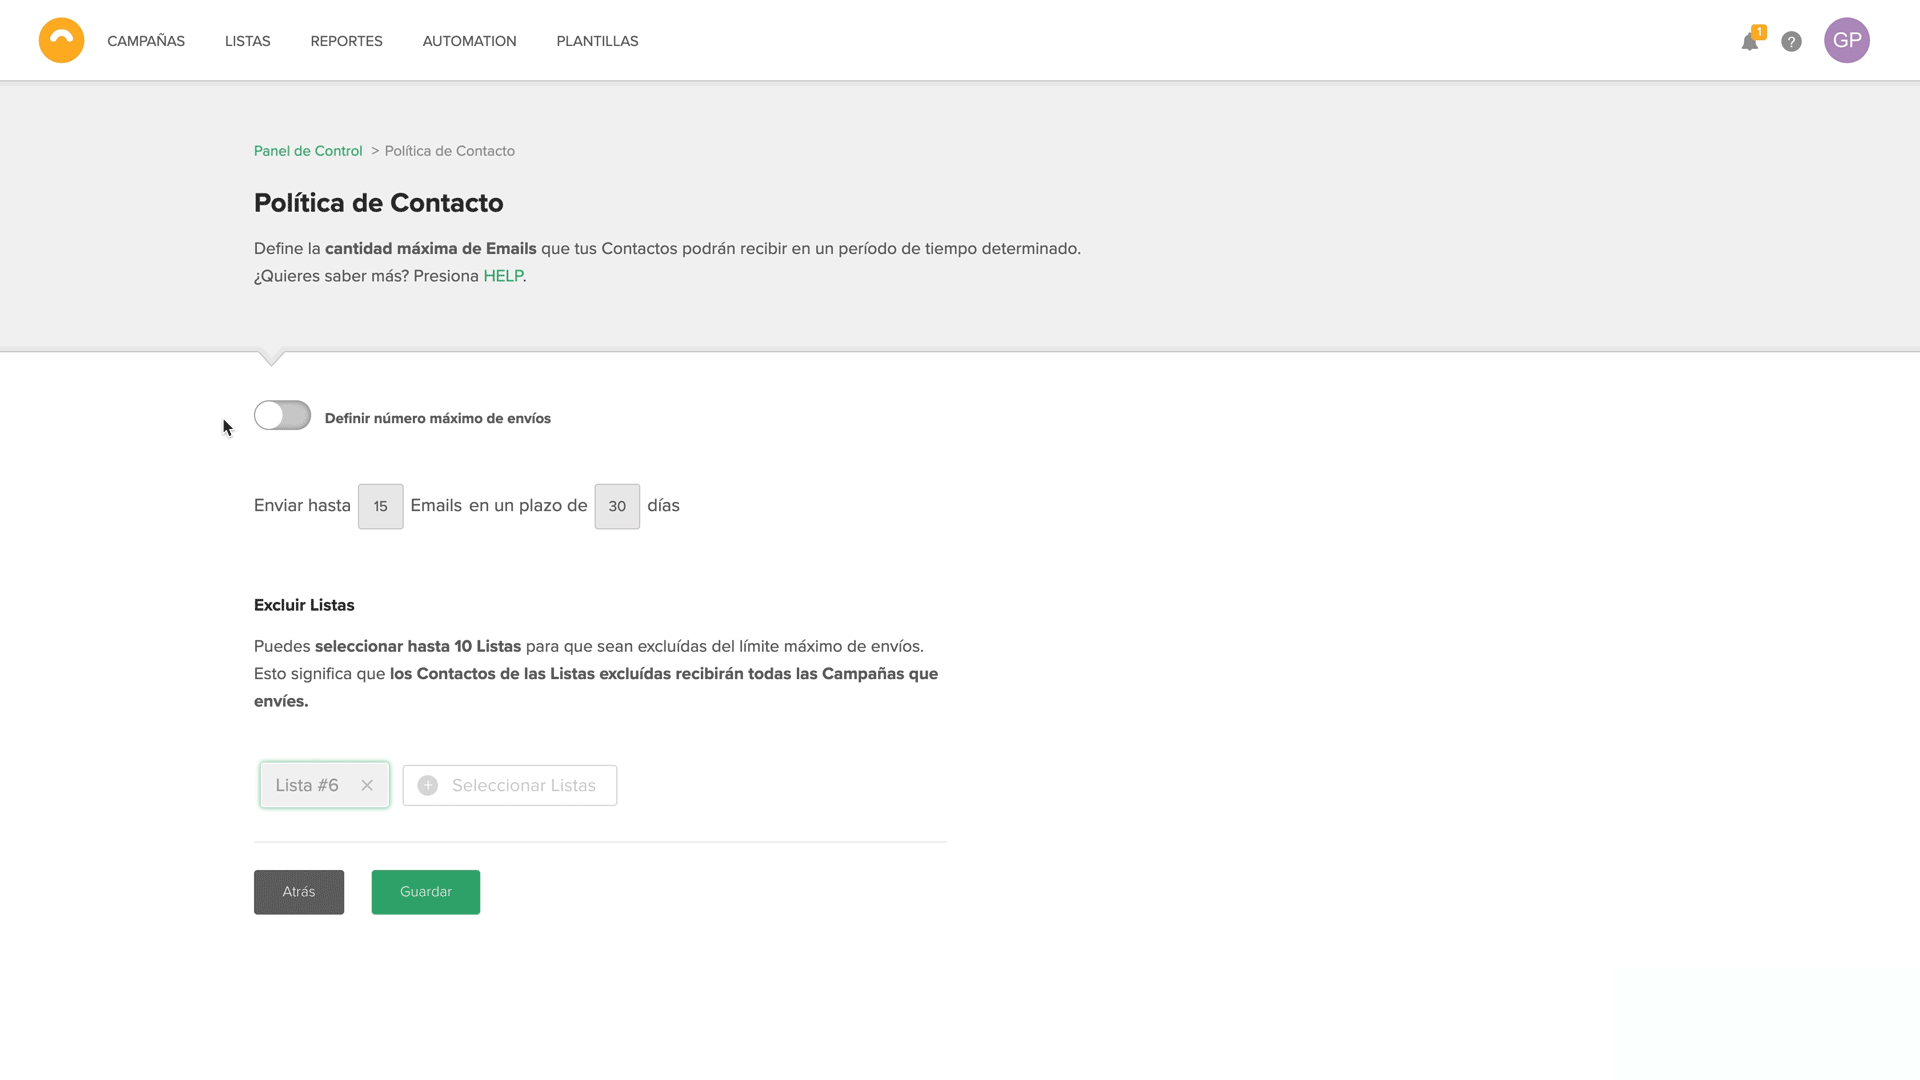 CAMPAÑAS LISTAS REPORTES AUTOMATION PLANTILLAS 1 ? GP
Panel de Control > Política de Contacto
Política de Contacto
Define la cantidad máxima de Emails que tus Contactos podrán recibir en un período de tiempo determinado.
¿Quieres saber más? Presiona HELP.
Definir número máximo de envíos
Enviar hasta 15 Emails en un plazo de 30 días
Excluir Listas
Puedes seleccionar hasta 10 Listas para que sean excluídas del límite máximo de envíos.
Esto significa que los Contactos de las Listas excluídas recibirán todas las Campañas que
envíes.
Lista #6 Seleccionar Listas
Atrás Guardar